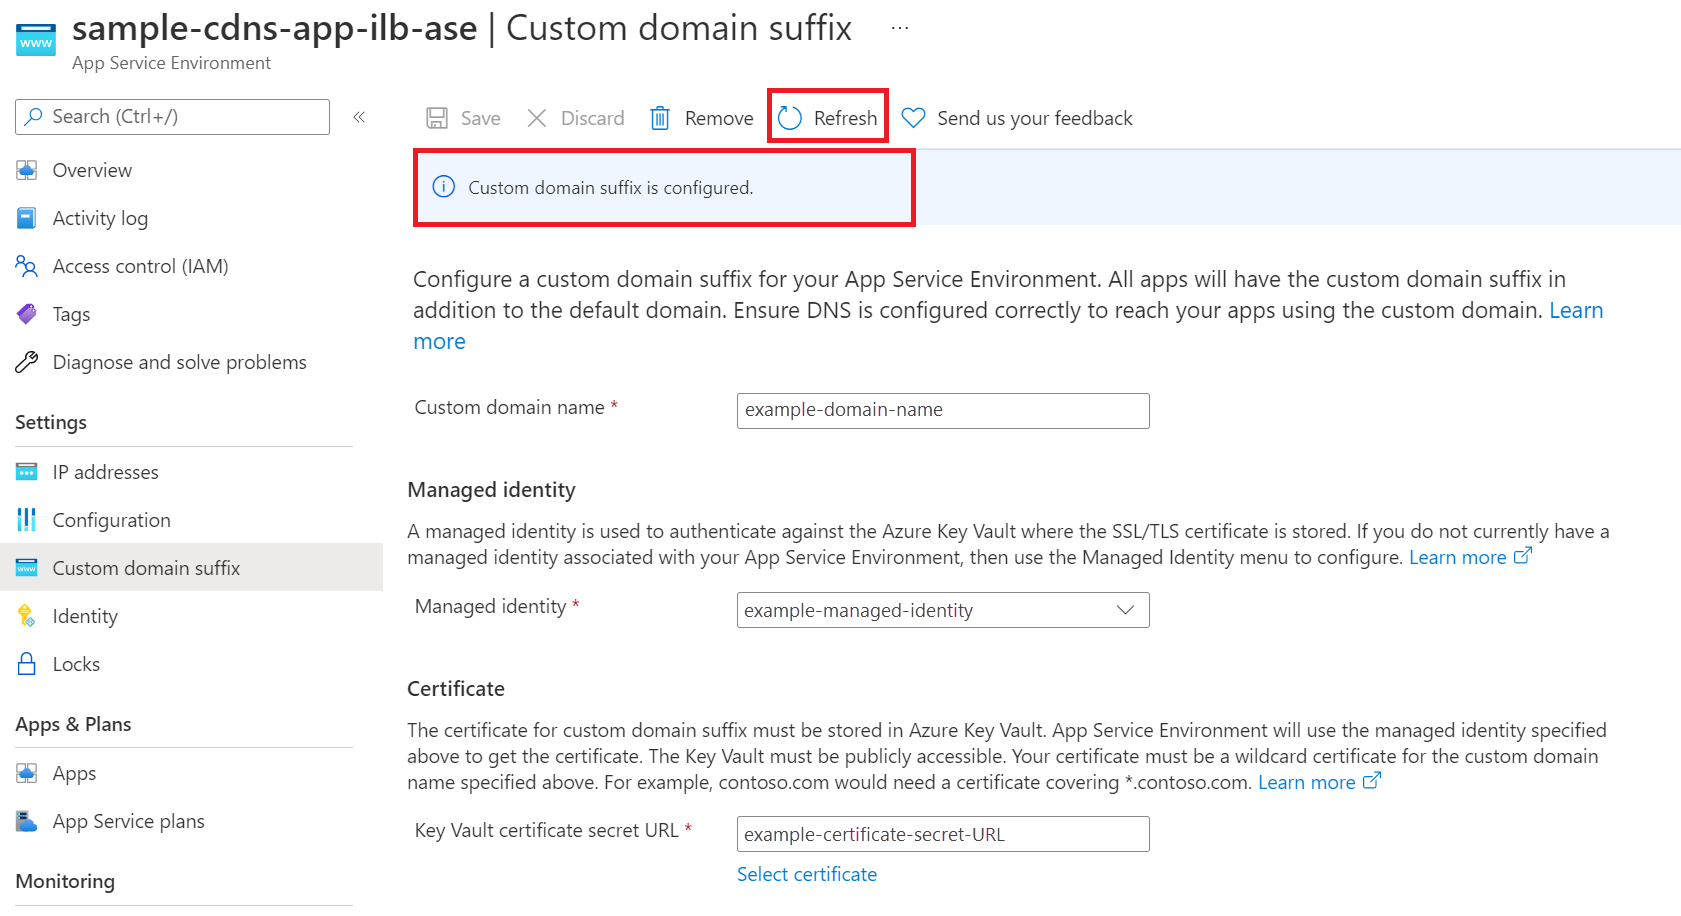 sample-cdns-app-ilb-ase | Custom domain suffix ...
App Service Environment
Search (Ctrl+/)
«
Overview
Activity log
Access control (IAM)
Tags
Diagnose and solve problems
Settings
IP addresses
Configuration
Custom domain suffix
Identity
Locks
Apps & Plans
Apps
App Service plans
Monitoring
Save Discard Remove Refresh Send us your feedback
Custom domain suffix is configured.
Configure a custom domain suffix for your App Service Environment. All apps will have the custom domain suffix in
addition to the default domain. Ensure DNS is configured correctly to reach your apps using the custom domain. Learn
more
Custom domain name * example-domain-name
Managed identity
A managed identity is used to authenticate against the Azure Key Vault where the SSL/TLS certificate is stored. If you do not currently have a
managed identity associated with your App Service Environment, then use the Managed Identity menu to configure. Learn more
Managed identity * example-managed-identity
Certificate
The certificate for custom domain suffix must be stored in Azure Key Vault. App Service Environment will use the managed identity specified
above to get the certificate. The Key Vault must be publicly accessible. Your certificate must be a wildcard certificate for the custom domain
name specified above. For example, contoso.com would need a certificate covering *.contoso.com. Learn more
Key Vault certificate secret URL * example-certificate-secret-URL
Select certificate